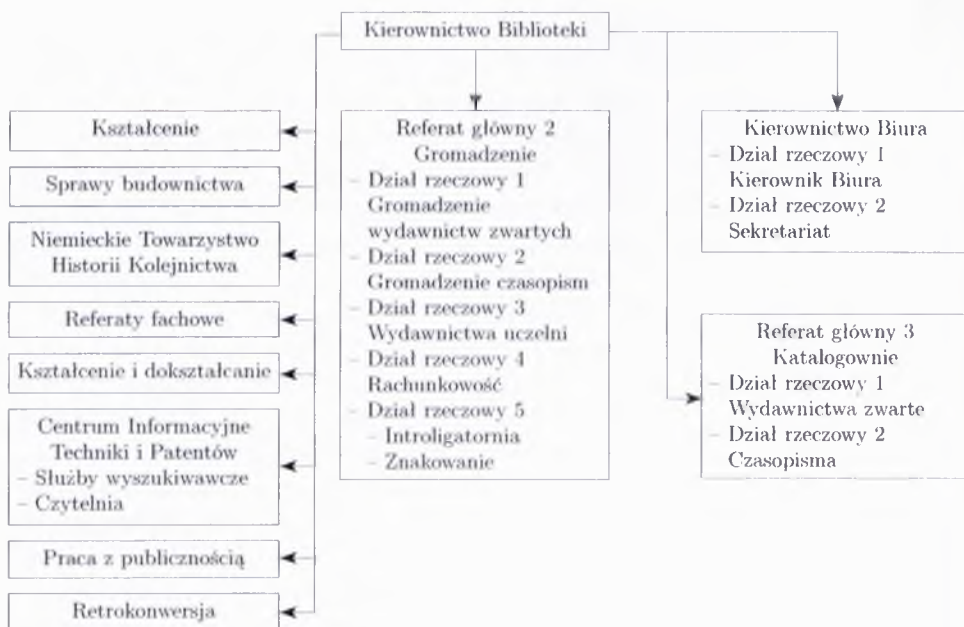 Kierownictwo Biblioteki
Kształcenie
Sprawy budownictwa
Niemieckie Towarzystwo
Historii Kolejnictwa
Referaty fachowe
Kształcenie i dokształcanie
Centrum Informacyjne
Techniki i Patentów
– Służby wyszukiwawcze
– Czytelnia
Praca z publicznością
Retrokonwersja
Referat główny 2
Gromadzenie
– Dział rzeczowy 1
Gromadzenie
wydawnictw zwartych
– Dział rzeczowy 2
Gromadzenie czasopism
– Dział rzeczowy 3
Wydawnictwa uczelni
– Dział rzeczowy 4
Rachunkowość
– Dział rzeczowy 5
– Introligatornia
– Znakowanie
Kierownictwo Biura
– Dział rzeczowy 1
Kierownik Biura
– Dział rzeczowy 2
Sekretariat
Referat główny 3
Katalogownie
– Dział rzeczowy 1
Wydawnictwa zwarte
– Dział rzeczowy 2
Czasopisma